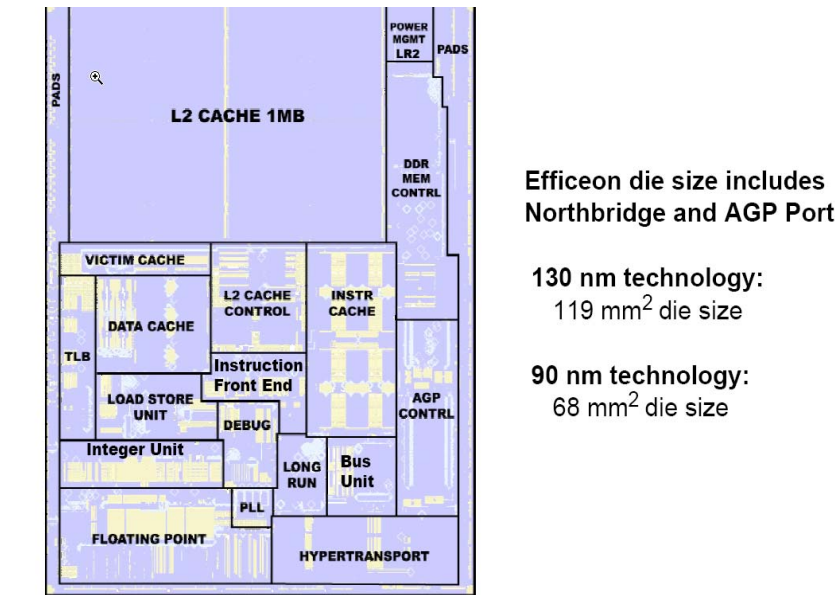 POWER
MGMT
LR2
PADS
PADS
L2 CACHE 1MB
DDR
MEM
CONTRL
VICTIM CACHE
L2 CACHE
CONTROL
INSTR
CACHE
DATA CACHE
TLB
Instruction
Front End
LOAD STORE
UNIT
DEBUG
AGP
CONTRL
Integer Unit
LONG
RUN
Bus
Unit
PLL
FLOATING POINT
HYPERTRANSPORT
Efficeon die size includes
Northbridge and AGP Port
130 nm technology:
119 mm² die size
90 nm technology:
68 mm² die size